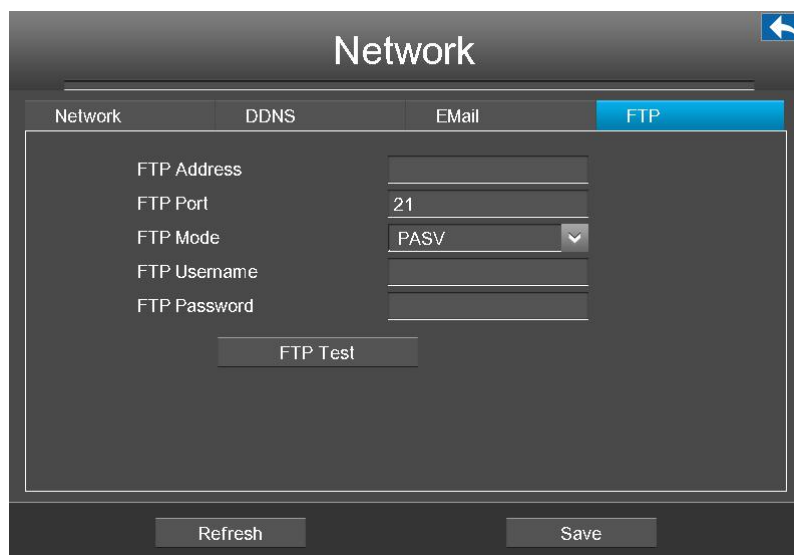 Network
Network DDNS EMail FTP
FTP Address
FTP Port 21
FTP Mode PASV
FTP Username
FTP Password
FTP Test
Refresh Save